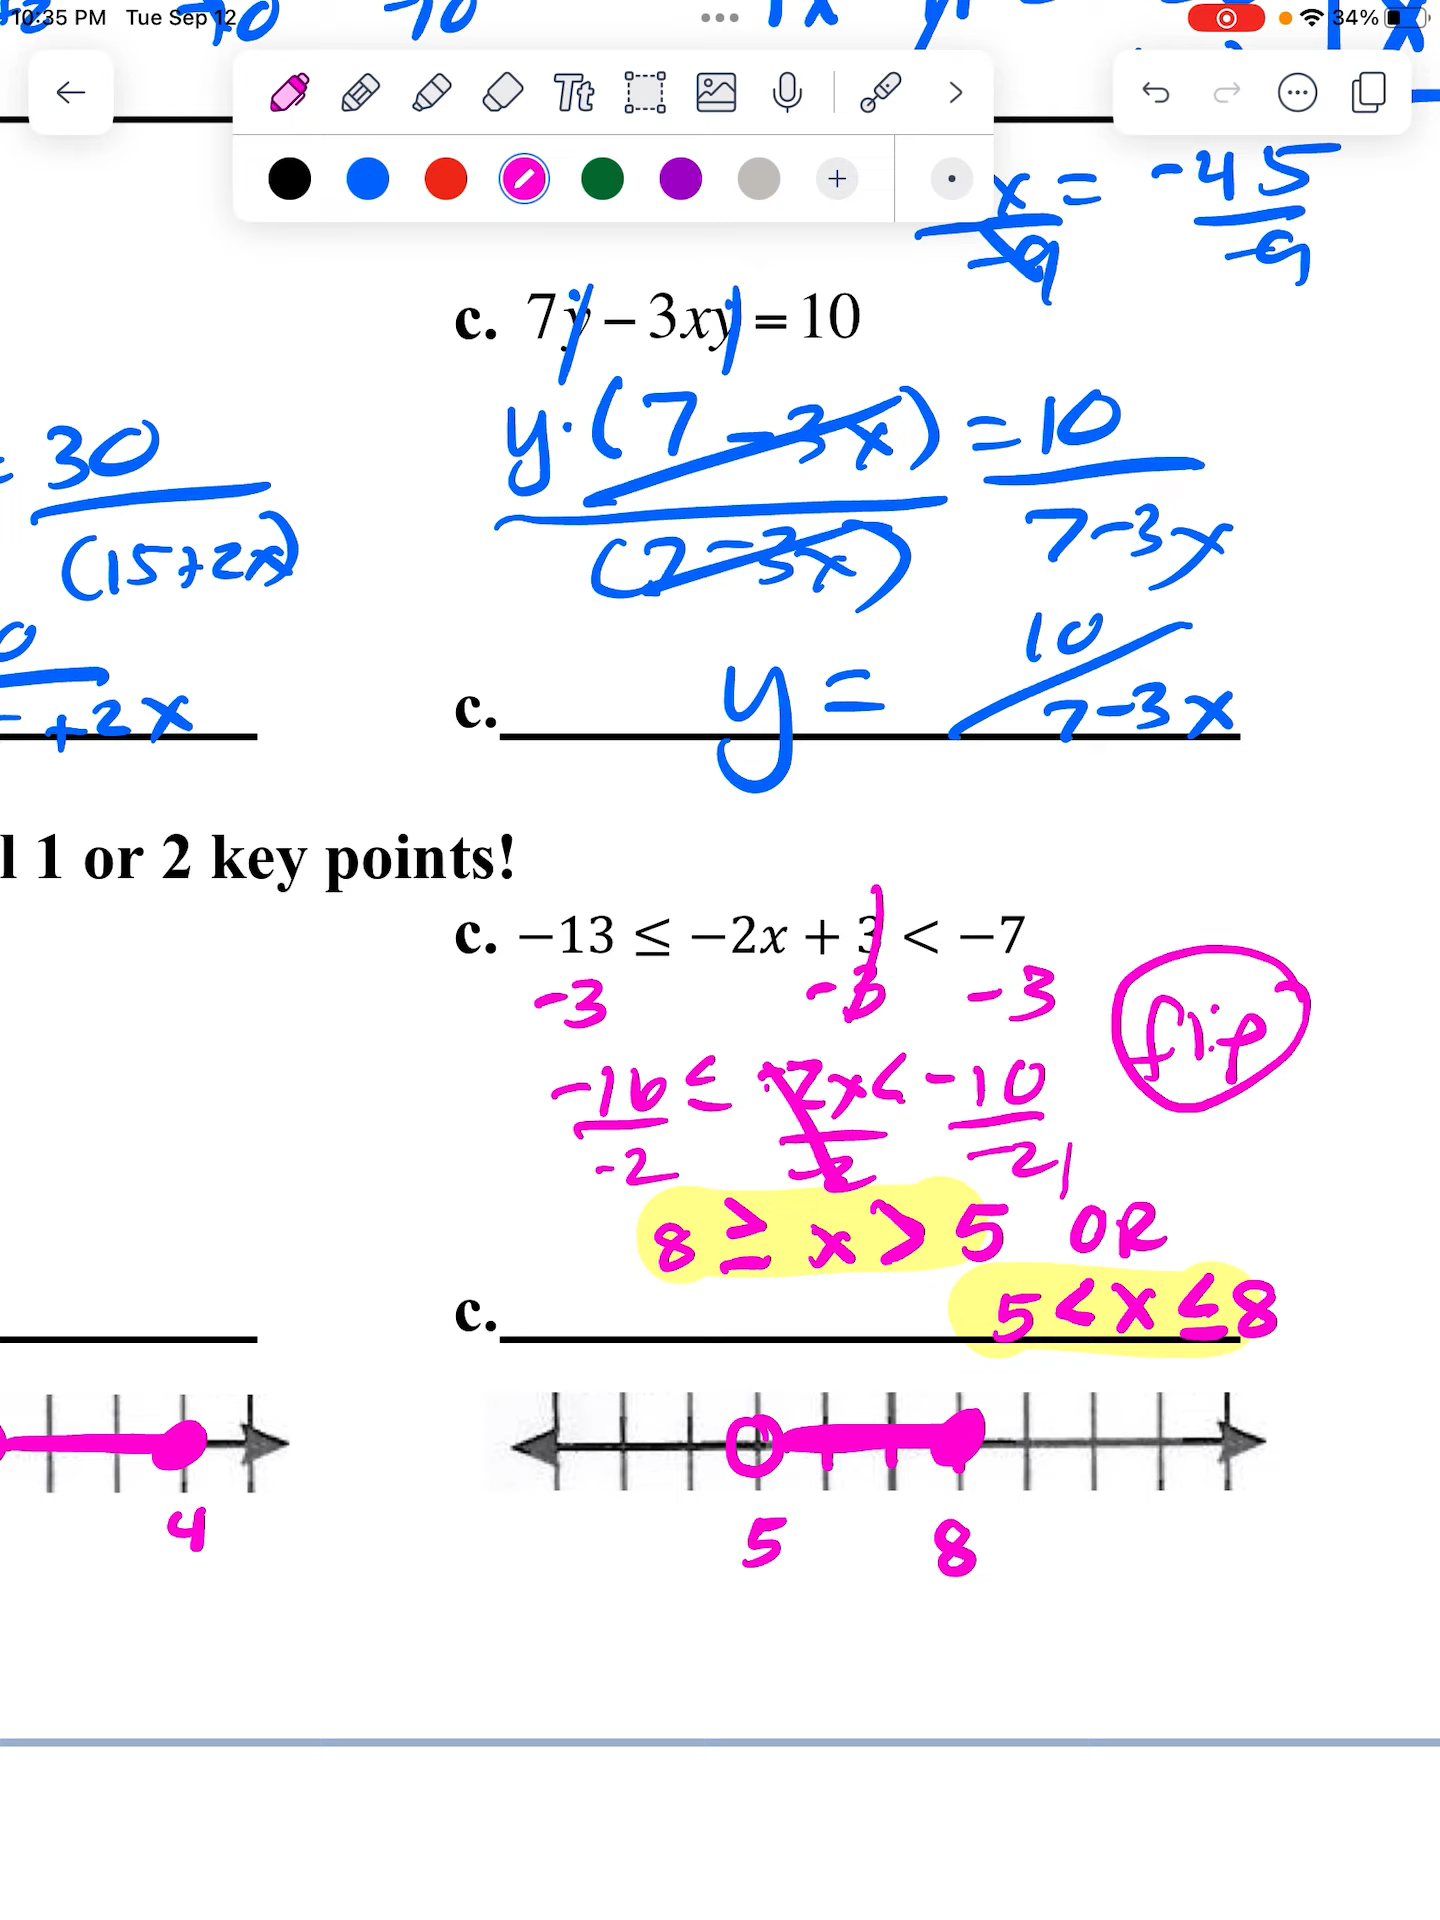 10:35 PM Tue Sep 12
34%
Tt
x = -45
-9 -9
c. 7y – 3xy = 10
y·(7-3x) = 10
(7-3x) 7-3x
30
(15+2x)
+2x
c. y = 10/7-3x
l 1 or 2 key points!
c. −13 ≤ −2x + 3 < −7
-3 -3 -3
flip
-16 ≤ -2x < -10
-2 -2 -2
8 ≥ x > 5 OR
c. 5 < x ≤ 8
4
5 8